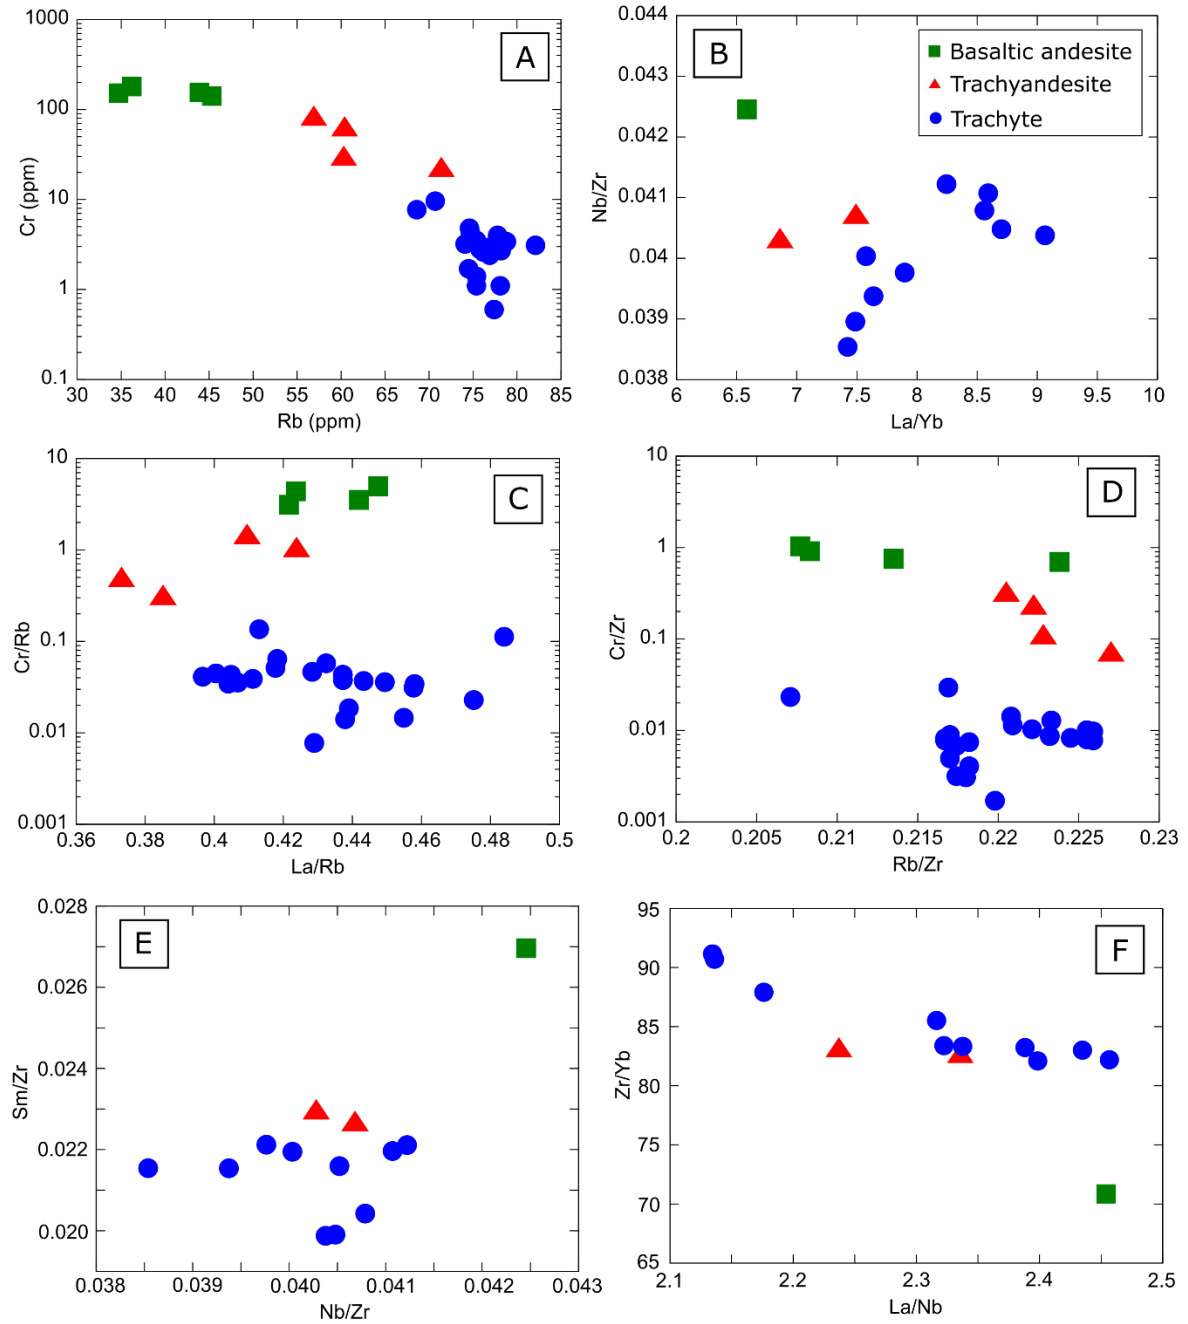 A
1000
100
10
1
0.1
Cr (ppm)
30 35 40 45 50 55 60 65 70 75 80 85
Rb (ppm)
B
Basaltic andesite
Trachyandesite
Trachyte
0.044
0.043
0.042
0.041
0.04
0.039
0.038
Nb/Zr
6 6.5 7 7.5 8 8.5 9 9.5 10
La/Yb
C
10
1
0.1
0.01
0.001
Cr/Rb
0.36 0.38 0.4 0.42 0.44 0.46 0.48 0.5
La/Rb
D
10
1
0.1
0.01
0.001
Cr/Zr
0.2 0.205 0.21 0.215 0.22 0.225 0.23
Rb/Zr
E
0.028
0.026
0.024
0.022
0.020
Sm/Zr
0.038 0.039 0.040 0.041 0.042 0.043
Nb/Zr
F
95
90
85
80
75
70
65
Zr/Yb
2.1 2.2 2.3 2.4 2.5
La/Nb